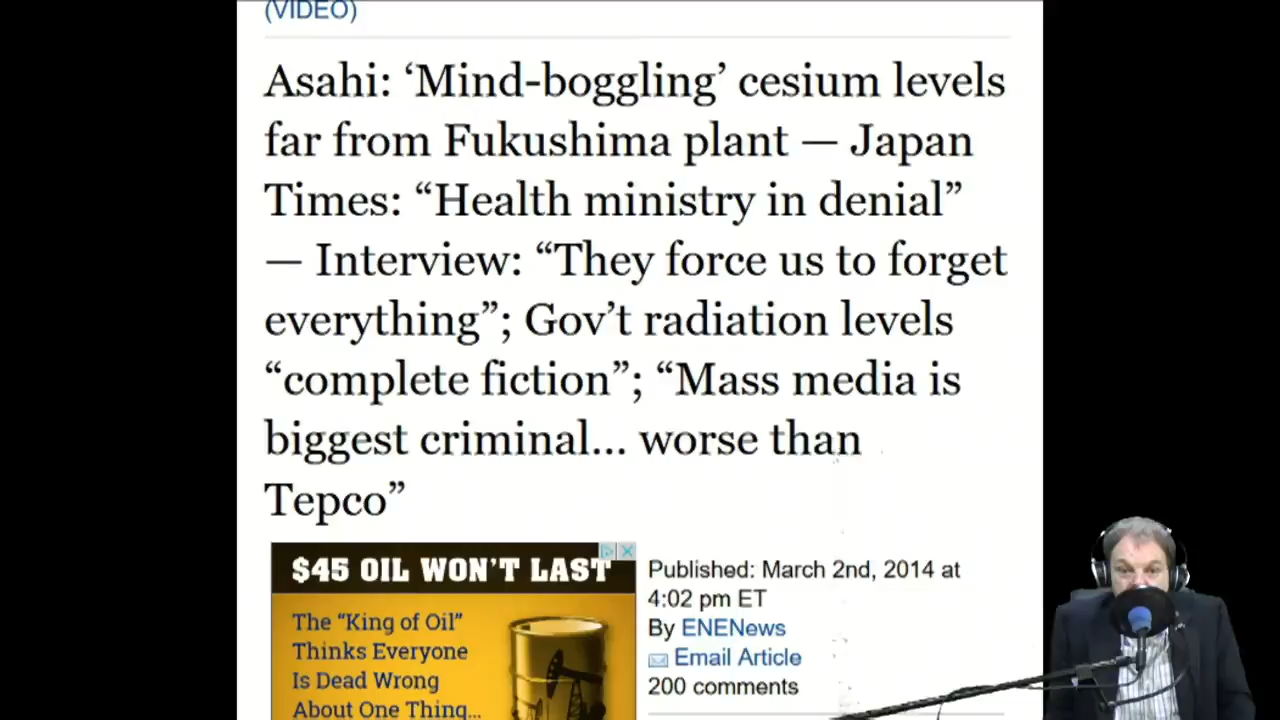 (VIDEO)
Asahi: ‘Mind-boggling’ cesium levels
far from Fukushima plant — Japan
Times: “Health ministry in denial”
— Interview: “They force us to forget
everything”; Gov’t radiation levels
“complete fiction”; “Mass media is
biggest criminal… worse than
Tepco”
$45 OIL WON’T LAST
The “King of Oil”
Thinks Everyone
Is Dead Wrong
About One Thing...
Published: March 2nd, 2014 at
4:02 pm ET
By ENENews
Email Article
200 comments